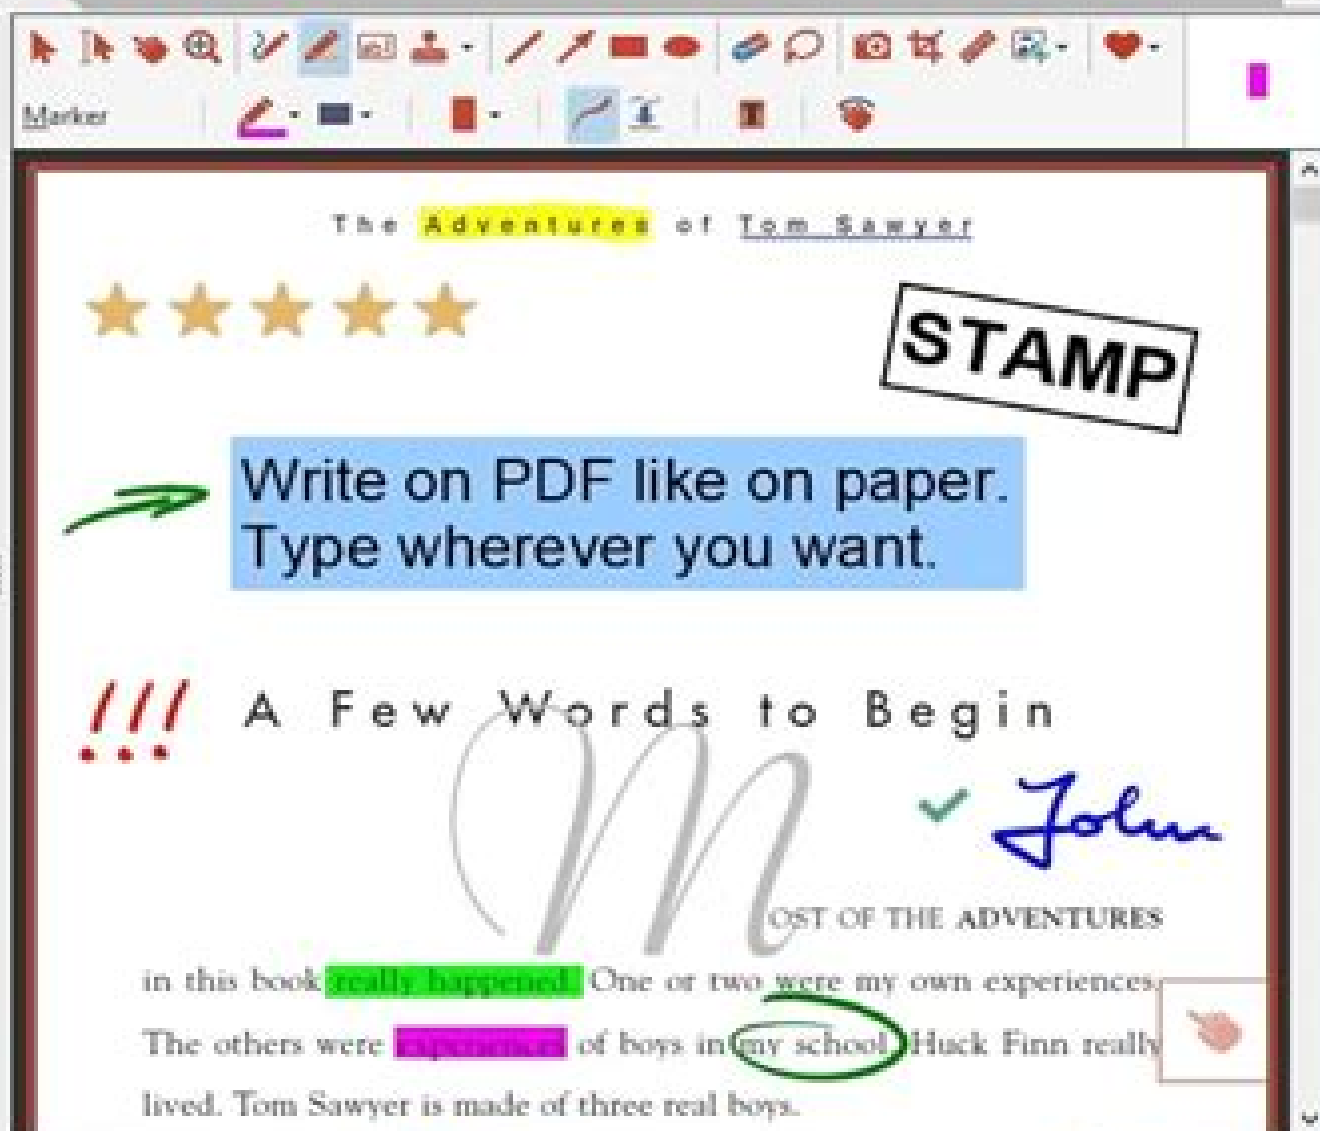 Marker
The Adventures of Tom Sawyer
STAMP
Write on PDF like on paper.
Type wherever you want.
!!! A Few Words to Begin
John
MOST OF THE ADVENTURES
in this book really happened. One or two were my own experiences.
The others were experiences of boys in my school. Huck Finn really
lived. Tom Sawyer is made of three real boys.